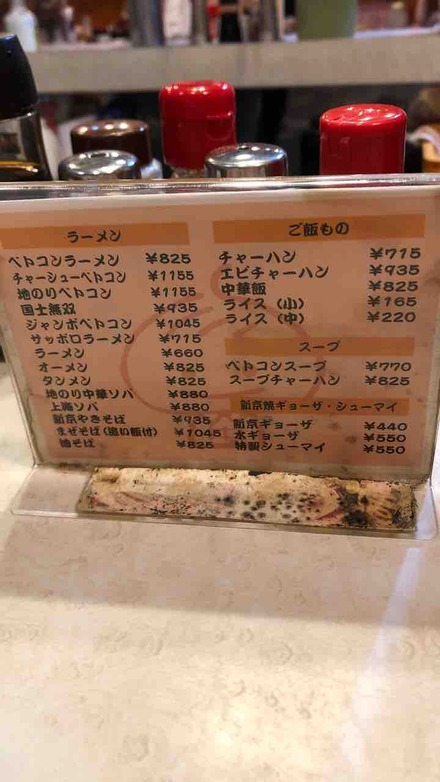 ラーメン
ベトコンラーメン ¥825
チャーシューベトコン ¥1155
地のりベトコン ¥1155
国士無双 ¥935
ジャンボベトコン ¥1045
サッポロラーメン ¥715
ラーメン ¥660
オーメン ¥825
タンメン ¥825
地のり中華ソバ ¥880
上海ソバ ¥880
新京やきそば ¥935
まぜそば(追い飯付) ¥1045
そば ¥825
ご飯もの
チャーハン ¥715
エビチャーハン ¥935
中華飯 ¥825
ライス(小) ¥165
ライス(中) ¥220
スープ
ベトコンスープ ¥770
スープチャーハン ¥825
新京焼ギョーザ・シューマイ
新京ギョーザ ¥440
水ギョーザ ¥550
特製シューマイ ¥550